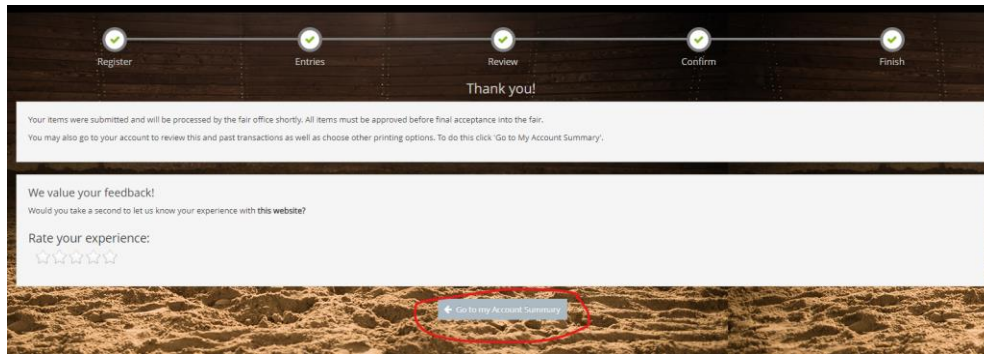 Register Entries Review Confirm Finish
Thank you!
Your items were submitted and will be processed by the fair office shortly. All items must be approved before final acceptance into the fair.
You may also go to your account to review this and past transactions as well as choose other printing options. To do this click 'Go to My Account Summary'.
We value your feedback!
Would you take a second to let us know your experience with this website?
Rate your experience:
Go to my Account Summary